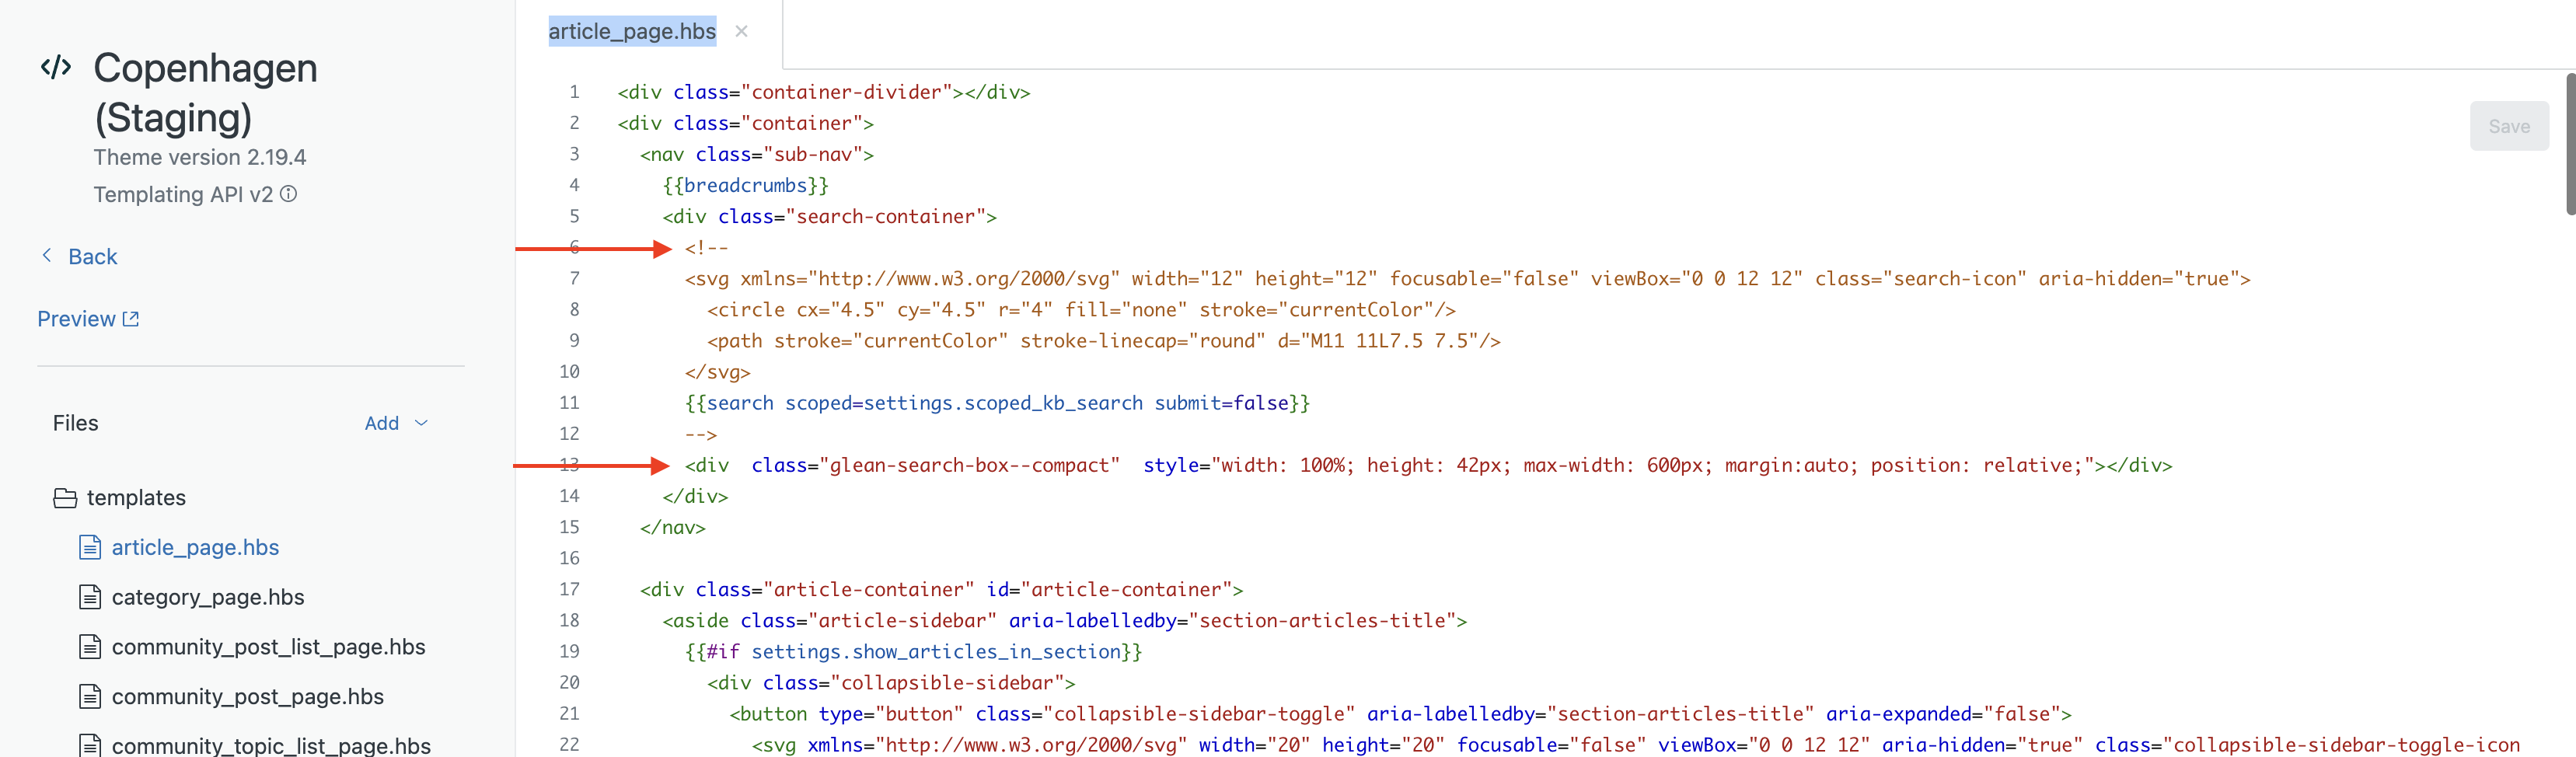 Copenhagen
(Staging)
Theme version 2.19.4
Templating API v2
Back
Preview
Files
Add
templates
article_page.hbs
category_page.hbs
community_post_list_page.hbs
community_post_page.hbs
community_topic_list_page.hbs
article_page.hbs ×
Save
1 <div class="container-divider"></div>
2 <div class="container">
3 <nav class="sub-nav">
4 {{breadcrumbs}}
5 <div class="search-container">
6 <!--
7 <svg xmlns="http://www.w3.org/2000/svg" width="12" height="12" focusable="false" viewBox="0 0 12 12" class="search-icon" aria-hidden="true">
8 <circle cx="4.5" cy="4.5" r="4" fill="none" stroke="currentColor"/>
9 <path stroke="currentColor" stroke-linecap="round" d="M11 11L7.5 7.5"/>
10 </svg>
11 {{search scoped=settings.scoped_kb_search submit=false}}
12 -->
13 <div  class="glean-search-box--compact"  style="width: 100%; height: 42px; max-width: 600px; margin:auto; position: relative;"></div>
14 </div>
15 </nav>
16
17 <div class="article-container" id="article-container">
18 <aside class="article-sidebar" aria-labelledby="section-articles-title">
19 {{#if settings.show_articles_in_section}}
20 <div class="collapsible-sidebar">
21 <button type="button" class="collapsible-sidebar-toggle" aria-labelledby="section-articles-title" aria-expanded="false">
22 <svg xmlns="http://www.w3.org/2000/svg" width="20" height="20" focusable="false" viewBox="0 0 12 12" aria-hidden="true" class="collapsible-sidebar-toggle-icon